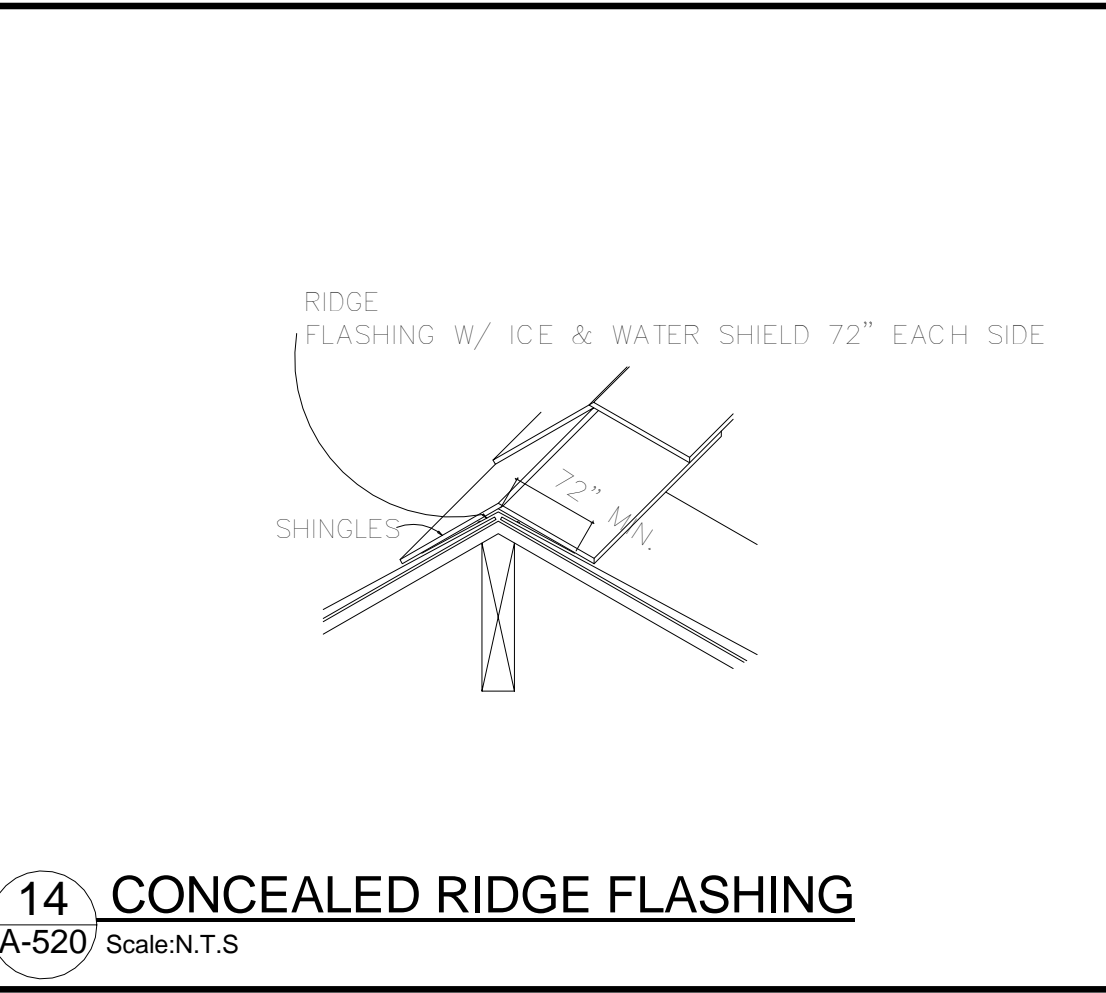 RIDGE
FLASHING W/ ICE & WATER SHIELD 72” EACH SIDE
72” MIN.
SHINGLES
14
CONCEALED RIDGE FLASHING
A-520
Scale:N.T.S